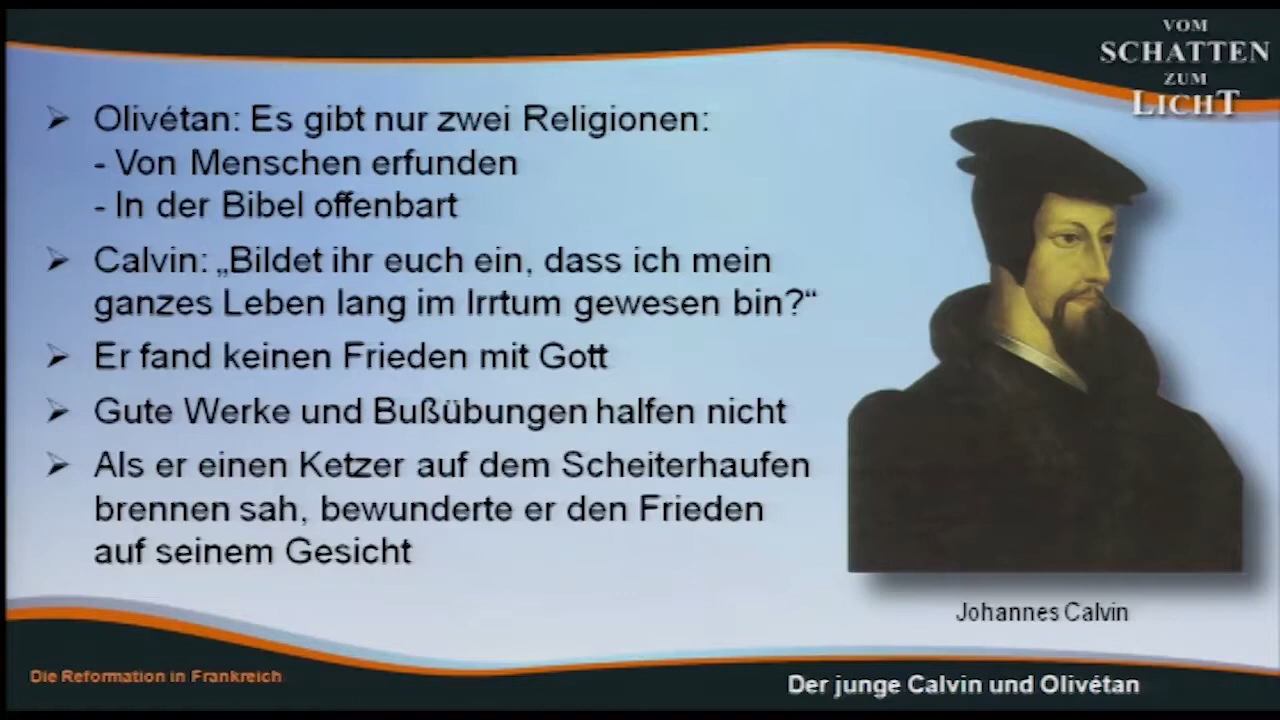 VOM
SCHATTEN
ZUM
LICHT
➢ Olivétan: Es gibt nur zwei Religionen:
- Von Menschen erfunden
- In der Bibel offenbart
➢ Calvin: „Bildet ihr euch ein, dass ich mein
ganzes Leben lang im Irrtum gewesen bin?“
➢ Er fand keinen Frieden mit Gott
➢ Gute Werke und Bußübungen halfen nicht
➢ Als er einen Ketzer auf dem Scheiterhaufen
brennen sah, bewunderte er den Frieden
auf seinem Gesicht
Johannes Calvin
Die Reformation in Frankreich
Der junge Calvin und Olivétan